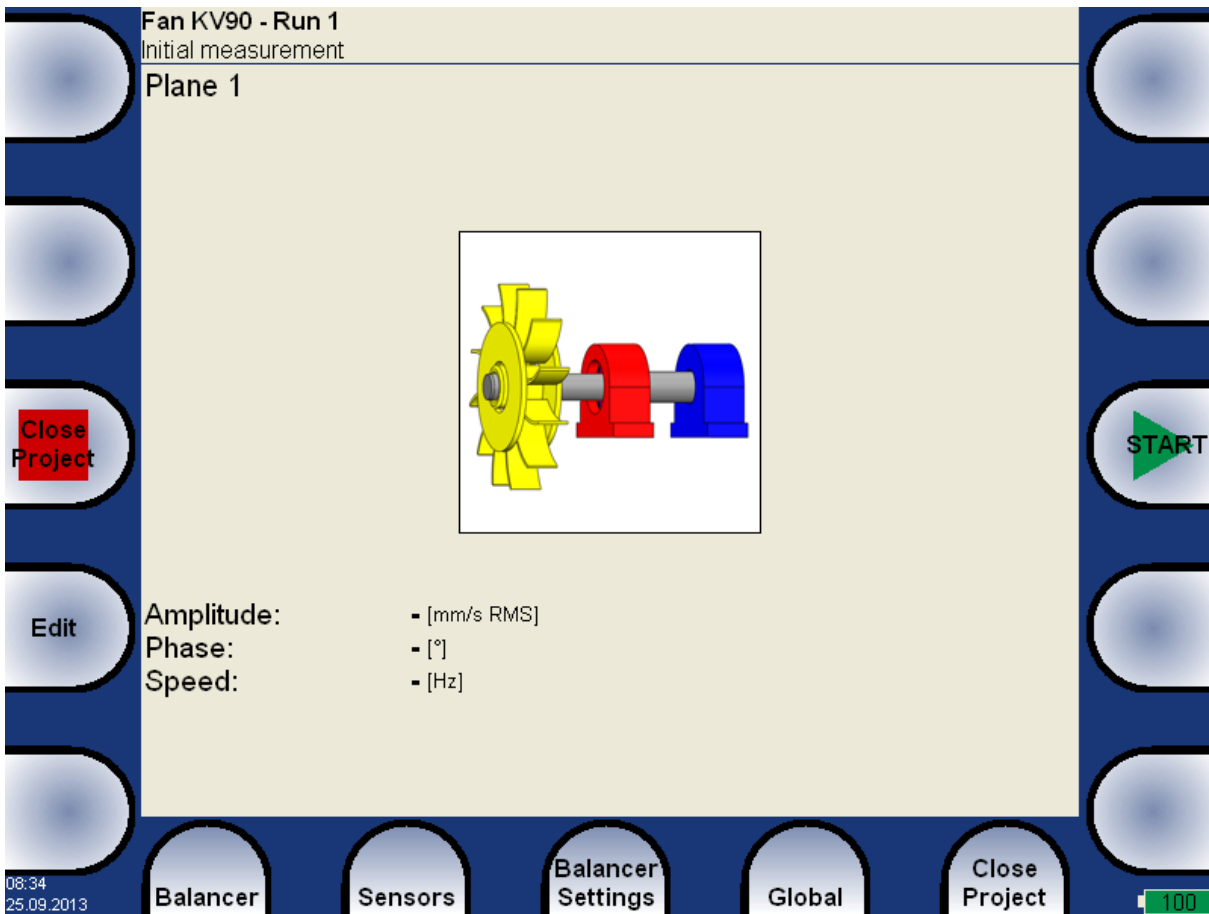 Fan KV90 - Run 1
Initial measurement
Plane 1
Close
Project
START
Edit
Amplitude: - [mm/s RMS]
Phase: - [°]
Speed: - [Hz]
Balancer
Sensors
Balancer
Settings
Global
Close
Project
08:34
25.09.2013
100